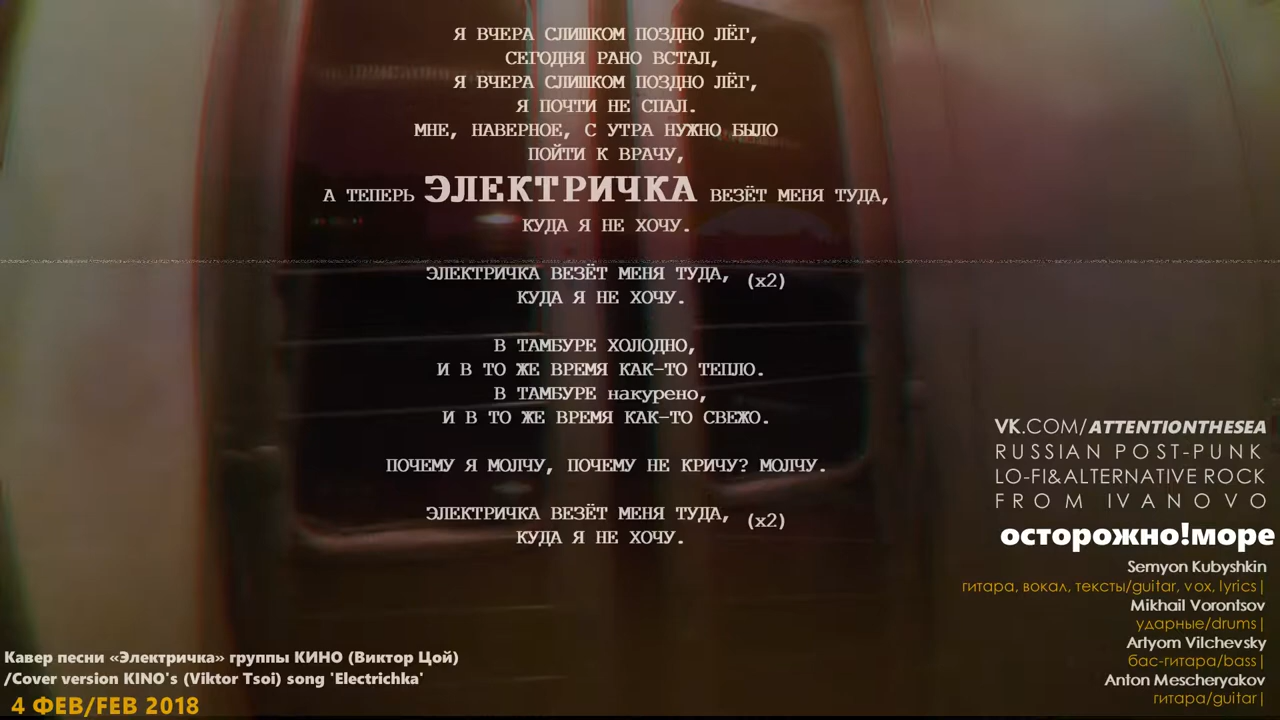 Я ВЧЕРА СЛИШКОМ ПОЗДНО ЛЁГ,
СЕГОДНЯ РАНО ВСТАЛ,
Я ВЧЕРА СЛИШКОМ ПОЗДНО ЛЁГ,
Я ПОЧТИ НЕ СПАЛ.
МНЕ, НАВЕРНОЕ, С УТРА НУЖНО БЫЛО
ПОЙТИ К ВРАЧУ,
А ТЕПЕРЬ ЭЛЕКТРИЧКА ВЕЗЁТ МЕНЯ ТУДА,
КУДА Я НЕ ХОЧУ.
ЭЛЕКТРИЧКА ВЕЗЁТ МЕНЯ ТУДА, (x2)
КУДА Я НЕ ХОЧУ.
В ТАМБУРЕ ХОЛОДНО,
И В ТО ЖЕ ВРЕМЯ КАК-ТО ТЕПЛО.
В ТАМБУРЕ накурено,
И В ТО ЖЕ ВРЕМЯ КАК-ТО СВЕЖО.
ПОЧЕМУ Я МОЛЧУ, ПОЧЕМУ НЕ КРИЧУ? МОЛЧУ.
ЭЛЕКТРИЧКА ВЕЗЁТ МЕНЯ ТУДА, (x2)
КУДА Я НЕ ХОЧУ.
VK.COM/ATTENTIONTHESEA
RUSSIAN POST-PUNK
LO-FI&ALTERNATIVE ROCK
FROM IVANOVO
осторожно!море
Semyon Kubyshkin
гитара, вокал, тексты/guitar, vox, lyrics|
Mikhail Vorontsov
ударные/drums|
Artyom Vilchevsky
бас-гитара/bass|
Anton Mescheryakov
гитара/guitar|
Кавер песни «Электричка» группы КИНО (Виктор Цой)
/Cover version KINO's (Viktor Tsoi) song 'Electrichka'
4 ФЕВ/FEB 2018